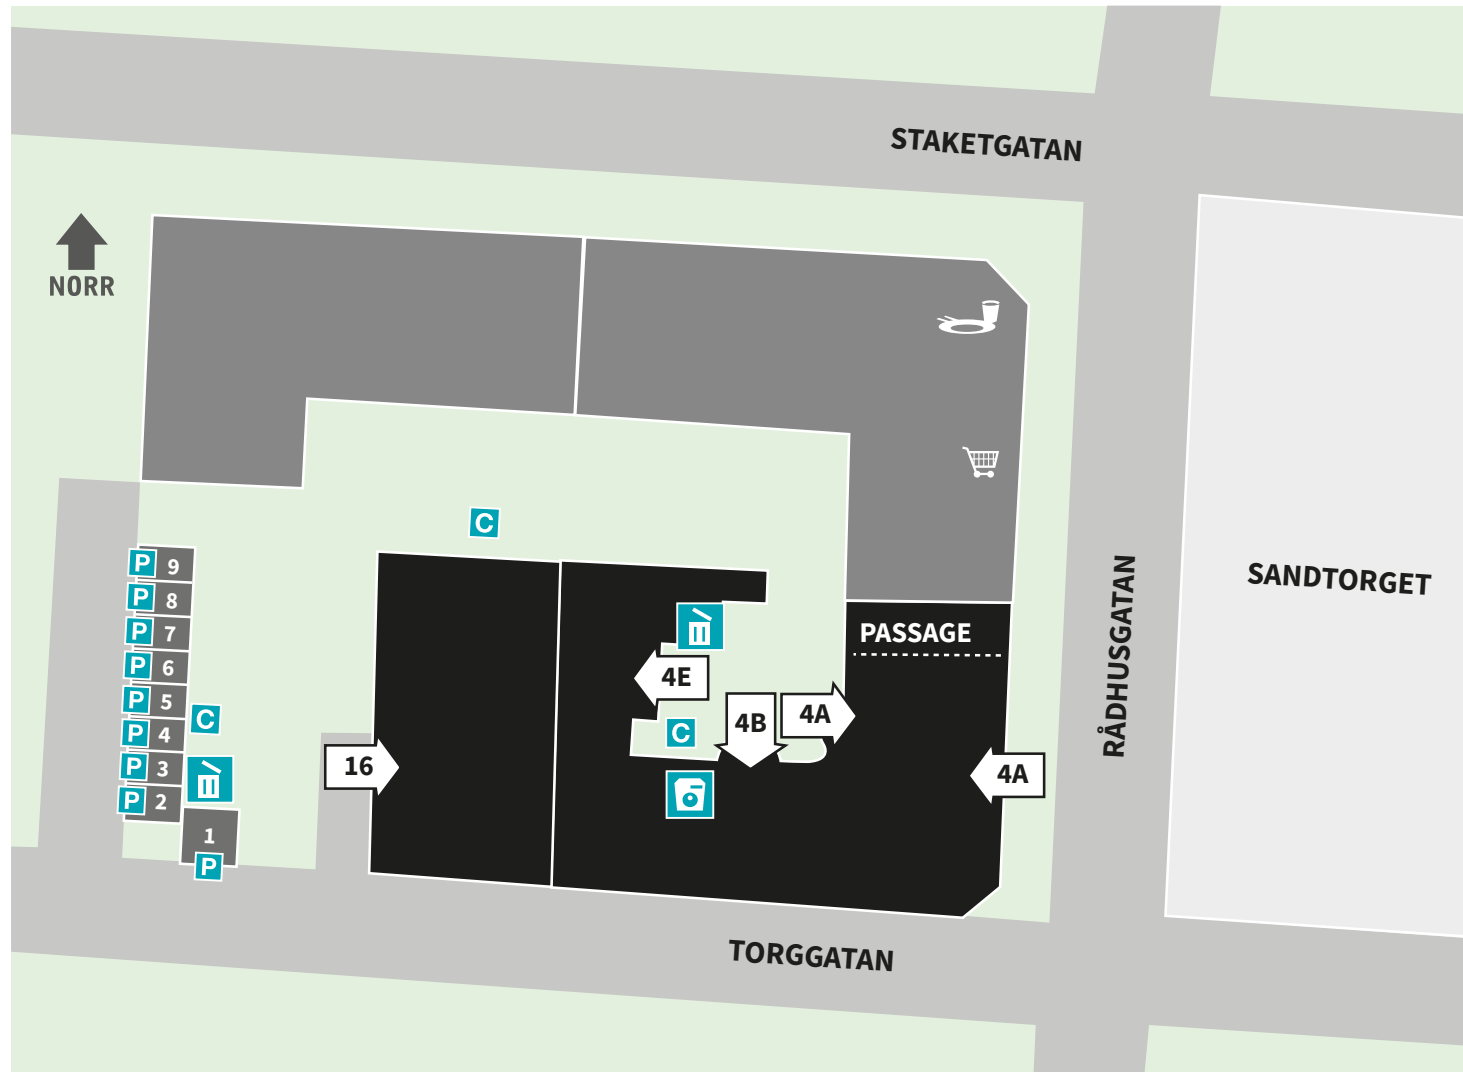 STAKETGATAN
NORR
C
SANDTORGET
P 9
P 8
P 7
P 6
P 5
P 4
P 3
P 2
1
P
C
PASSAGE
RÅDHUSGATAN
4E
4A
4B
C
16
4A
TORGGATAN